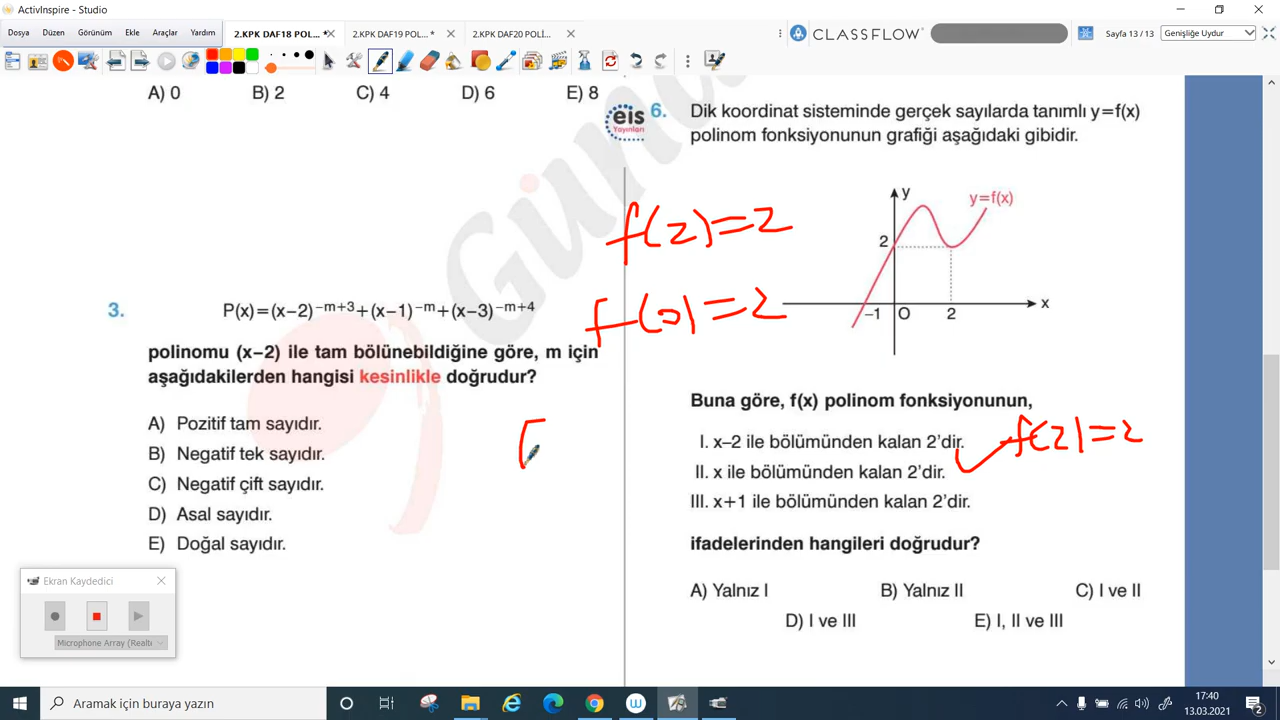 ActivInspire - Studio
Dosya Düzen Görünüm Ekle Araçlar Yardım
2.KPK DAF18 POL... *
2.KPK DAF19 POL... *
2.KPK DAF20 POLİ...
CLASSFLOW
Sayfa 13 / 13
Genişliğine Uydur
A) 0 B) 2 C) 4 D) 6 E) 8
3. P(x)=(x−2)⁻ᵐ⁺³+(x−1)⁻ᵐ+(x−3)⁻ᵐ⁺⁴
polinomu (x−2) ile tam bölünebildiğine göre, m için
aşağıdakilerden hangisi kesinlikle doğrudur?
A) Pozitif tam sayıdır.
B) Negatif tek sayıdır.
C) Negatif çift sayıdır.
D) Asal sayıdır.
E) Doğal sayıdır.
Ekran Kaydedici
Microphone Array (Realt
eis
Yayınları
6. Dik koordinat sisteminde gerçek sayılarda tanımlı y=f(x)
polinom fonksiyonunun grafiği aşağıdaki gibidir.
f(2)=2
f(0)=2
y
y=f(x)
2
x
−1 O 2
Buna göre, f(x) polinom fonksiyonunun,
I. x–2 ile bölümünden kalan 2'dir. f(2)=2
II. x ile bölümünden kalan 2'dir.
III. x+1 ile bölümünden kalan 2'dir.
ifadelerinden hangileri doğrudur?
A) Yalnız I B) Yalnız II C) I ve II
D) I ve III E) I, II ve III
Aramak için buraya yazın
17:40
13.03.2021
2